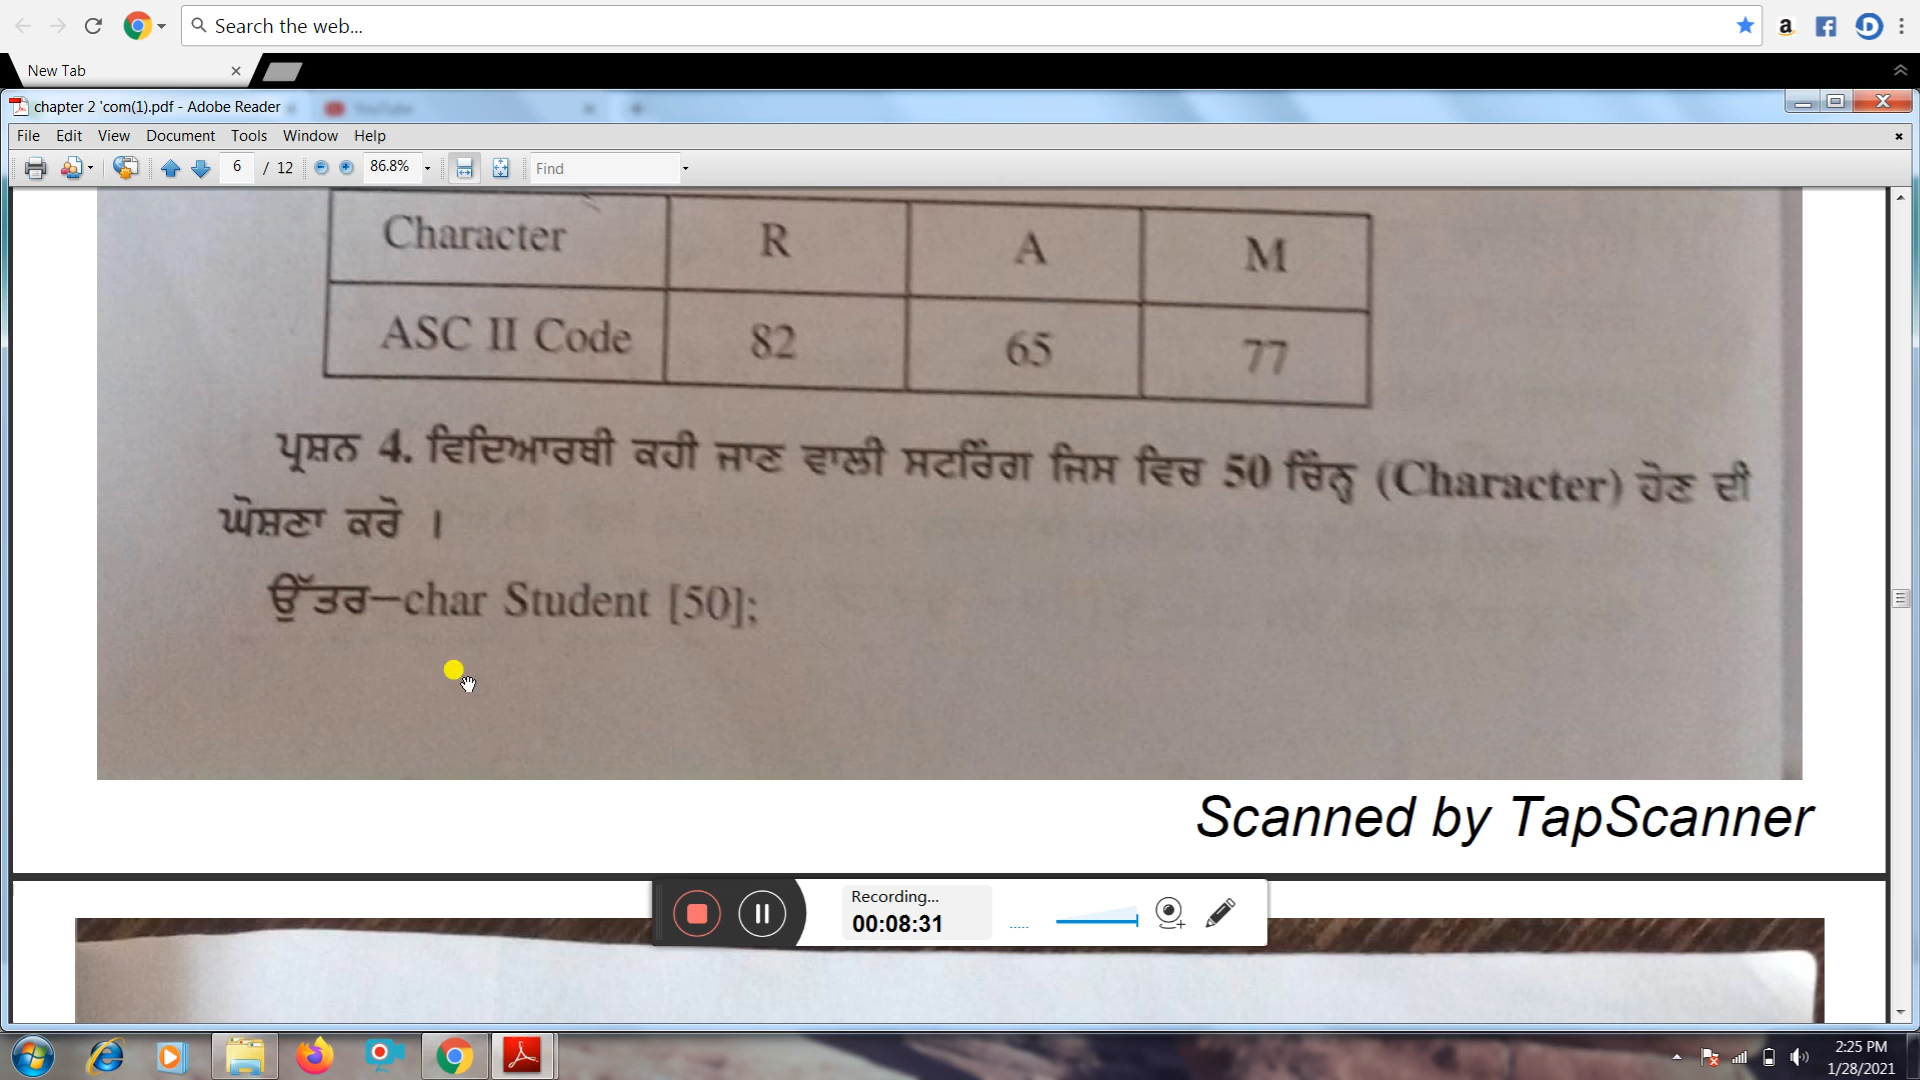 Search the web...
New Tab
chapter 2 'com(1).pdf - Adobe Reader
File Edit View Document Tools Window Help
6 / 12 86.8% Find
Character R A M
ASC II Code 82 65 77
ਪ੍ਰਸ਼ਨ 4. ਵਿਦਿਆਰਥੀ ਕਹੀ ਜਾਣ ਵਾਲੀ ਸਟਰਿੰਗ ਜਿਸ ਵਿਚ 50 ਚਿੰਨ੍ਹ (Character) ਹੋਣ ਦੀ
ਘੋਸ਼ਣਾ ਕਰੋ ।
ਉੱਤਰ—char Student [50];
Scanned by TapScanner
Recording...
00:08:31
2:25 PM
1/28/2021